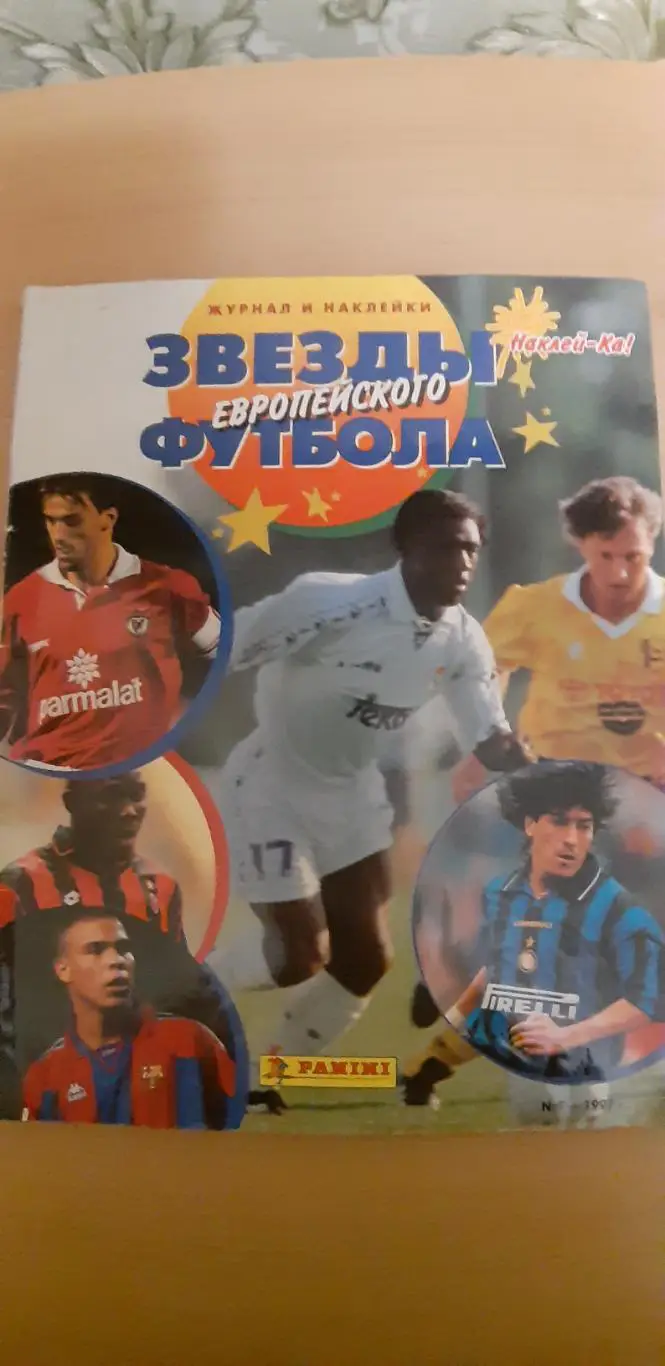 ЖУРНАЛ И НАКЛЕЙКИ
ЗВЕЗДЫ
Наклей-Ка!
ЕВРОПЕЙСКОГО
ФУТБОЛА
parmalat
Teka
17
PIRELLI
PANINI